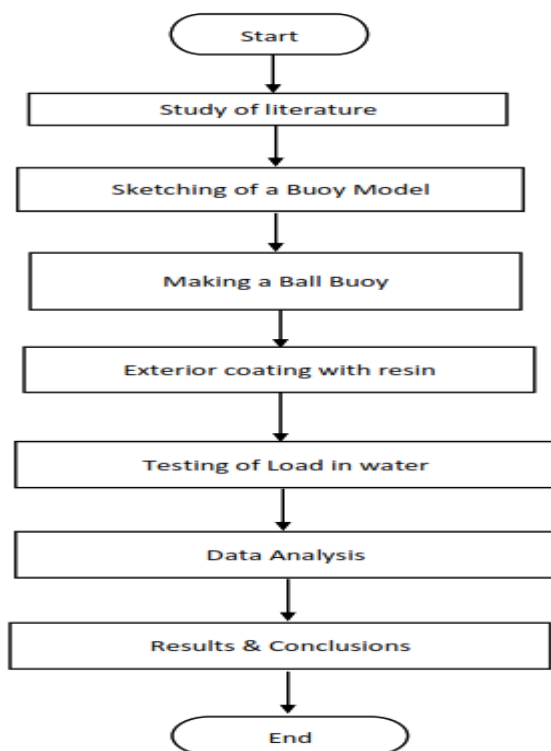 Start
Study of literature
Sketching of a Buoy Model
Making a Ball Buoy
Exterior coating with resin
Testing of Load in water
Data Analysis
Results & Conclusions
End